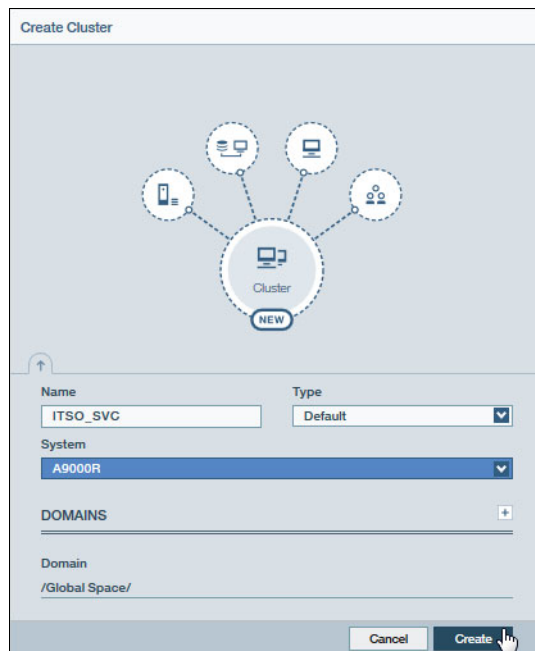 Create Cluster
Cluster
NEW
Name
Type
ITSO_SVC
Default
System
A9000R
DOMAINS
+
Domain
/Global Space/
Cancel
Create